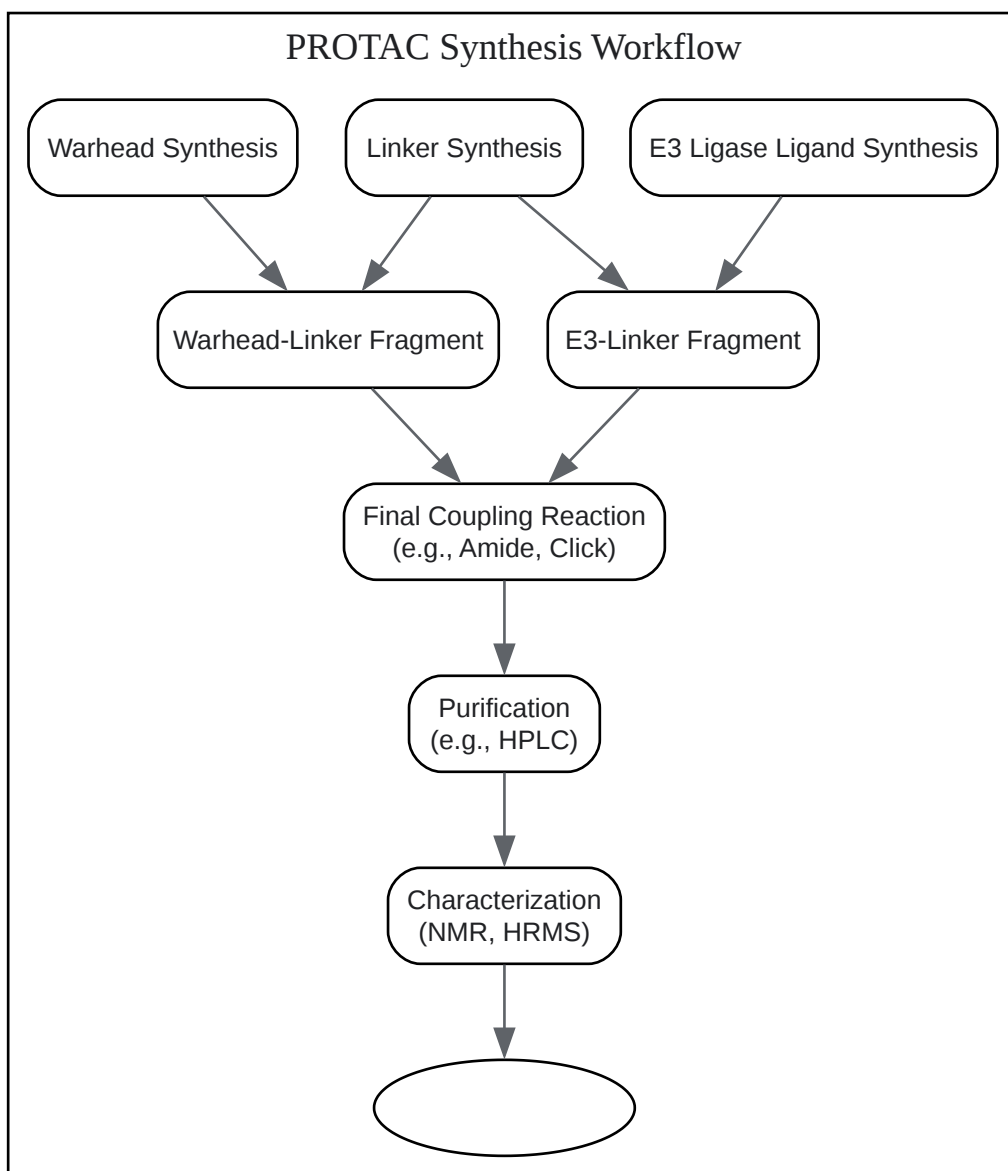 PROTAC Synthesis Workflow
Warhead Synthesis
Linker Synthesis
E3 Ligase Ligand Synthesis
Warhead-Linker Fragment
E3-Linker Fragment
Final Coupling Reaction
(e.g., Amide, Click)
Purification
(e.g., HPLC)
Characterization
(NMR, HRMS)